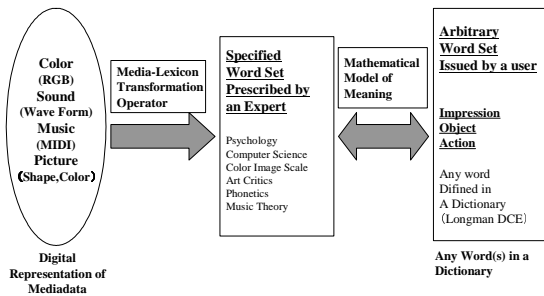 Color
(RGB)
Sound
(Wave Form)
Music
(MIDI)
Picture
(Shape,Color)
Digital
Representation of
Mediadata
Media-Lexicon
Transformation
Operator
Specified
Word Set
Prescribed by
an Expert
Psychology
Computer Science
Color Image Scale
Art Critics
Phonetics
Music Theory
Mathematical
Model of
Meaning
Arbitrary
Word Set
Issued by a user
Impression
Object
Action
Any word
Difined in
A Dictionary
(Longman DCE)
Any Word(s) in a
Dictionary